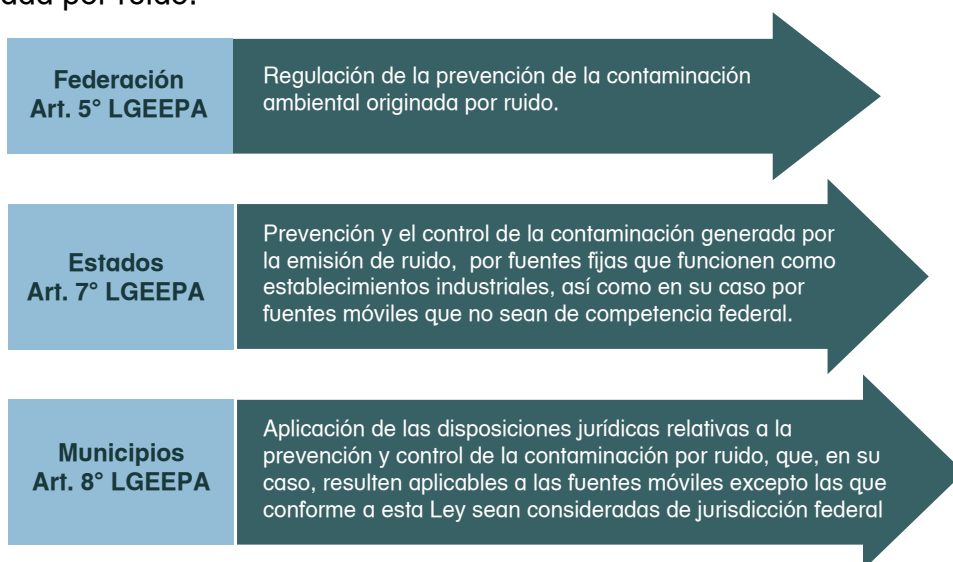 por ruido.
Federación
Art. 5° LGEEPA
Regulación de la prevención de la contaminación
ambiental originada por ruido.
Estados
Art. 7° LGEEPA
Prevención y el control de la contaminación generada por
la emisión de ruido, por fuentes fijas que funcionen como
establecimientos industriales, así como en su caso por
fuentes móviles que no sean de competencia federal.
Municipios
Art. 8° LGEEPA
Aplicación de las disposiciones jurídicas relativas a la
prevención y control de la contaminación por ruido, que, en su
caso, resulten aplicables a las fuentes móviles excepto las que
conforme a esta Ley sean consideradas de jurisdicción federal